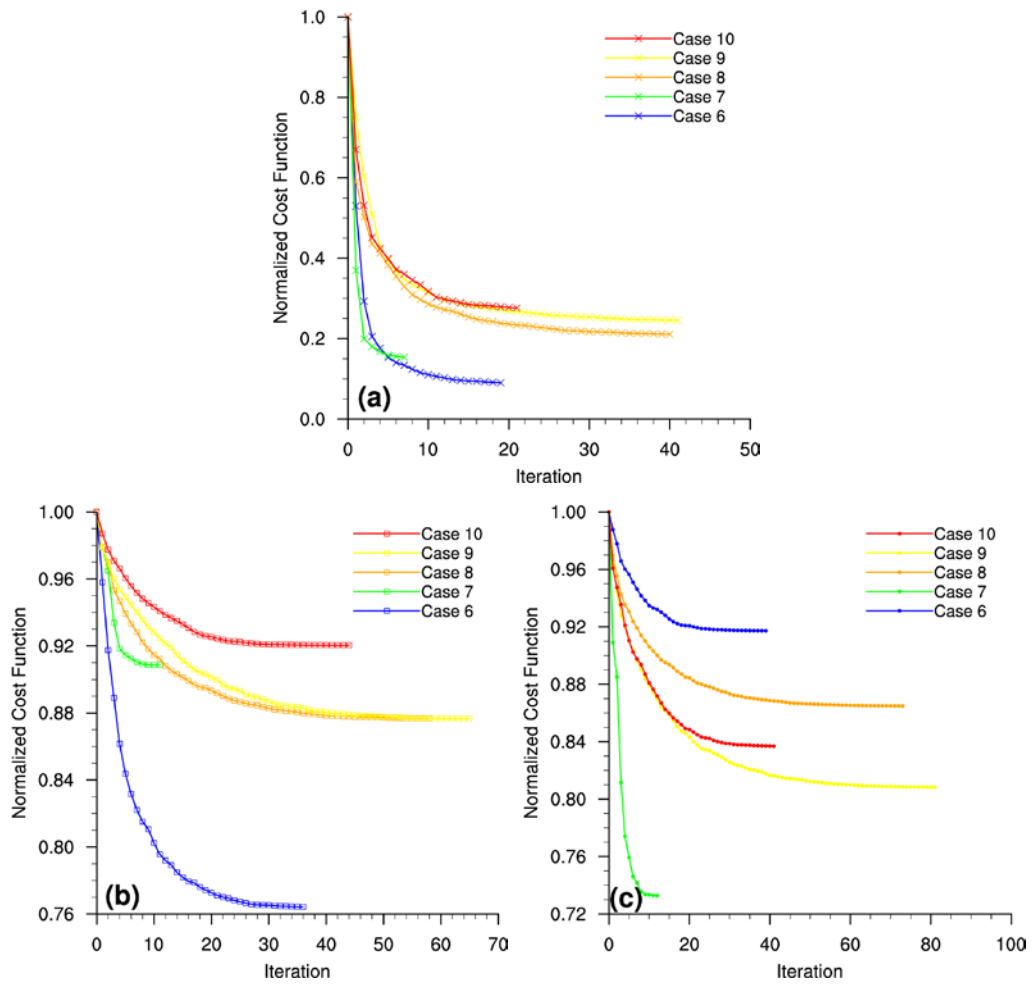 1.0
0.8
0.6
0.4
0.2
0.0
Normalized Cost Function
Case 10
Case 9
Case 8
Case 7
Case 6
(a)
0 10 20 30 40 50
Iteration
1.00
0.96
0.92
0.88
0.84
0.80
0.76
Normalized Cost Function
Case 10
Case 9
Case 8
Case 7
Case 6
(b)
0 10 20 30 40 50 60 70
Iteration
1.00
0.96
0.92
0.88
0.84
0.80
0.76
0.72
Normalized Cost Function
Case 10
Case 9
Case 8
Case 7
Case 6
(c)
0 20 40 60 80 100
Iteration